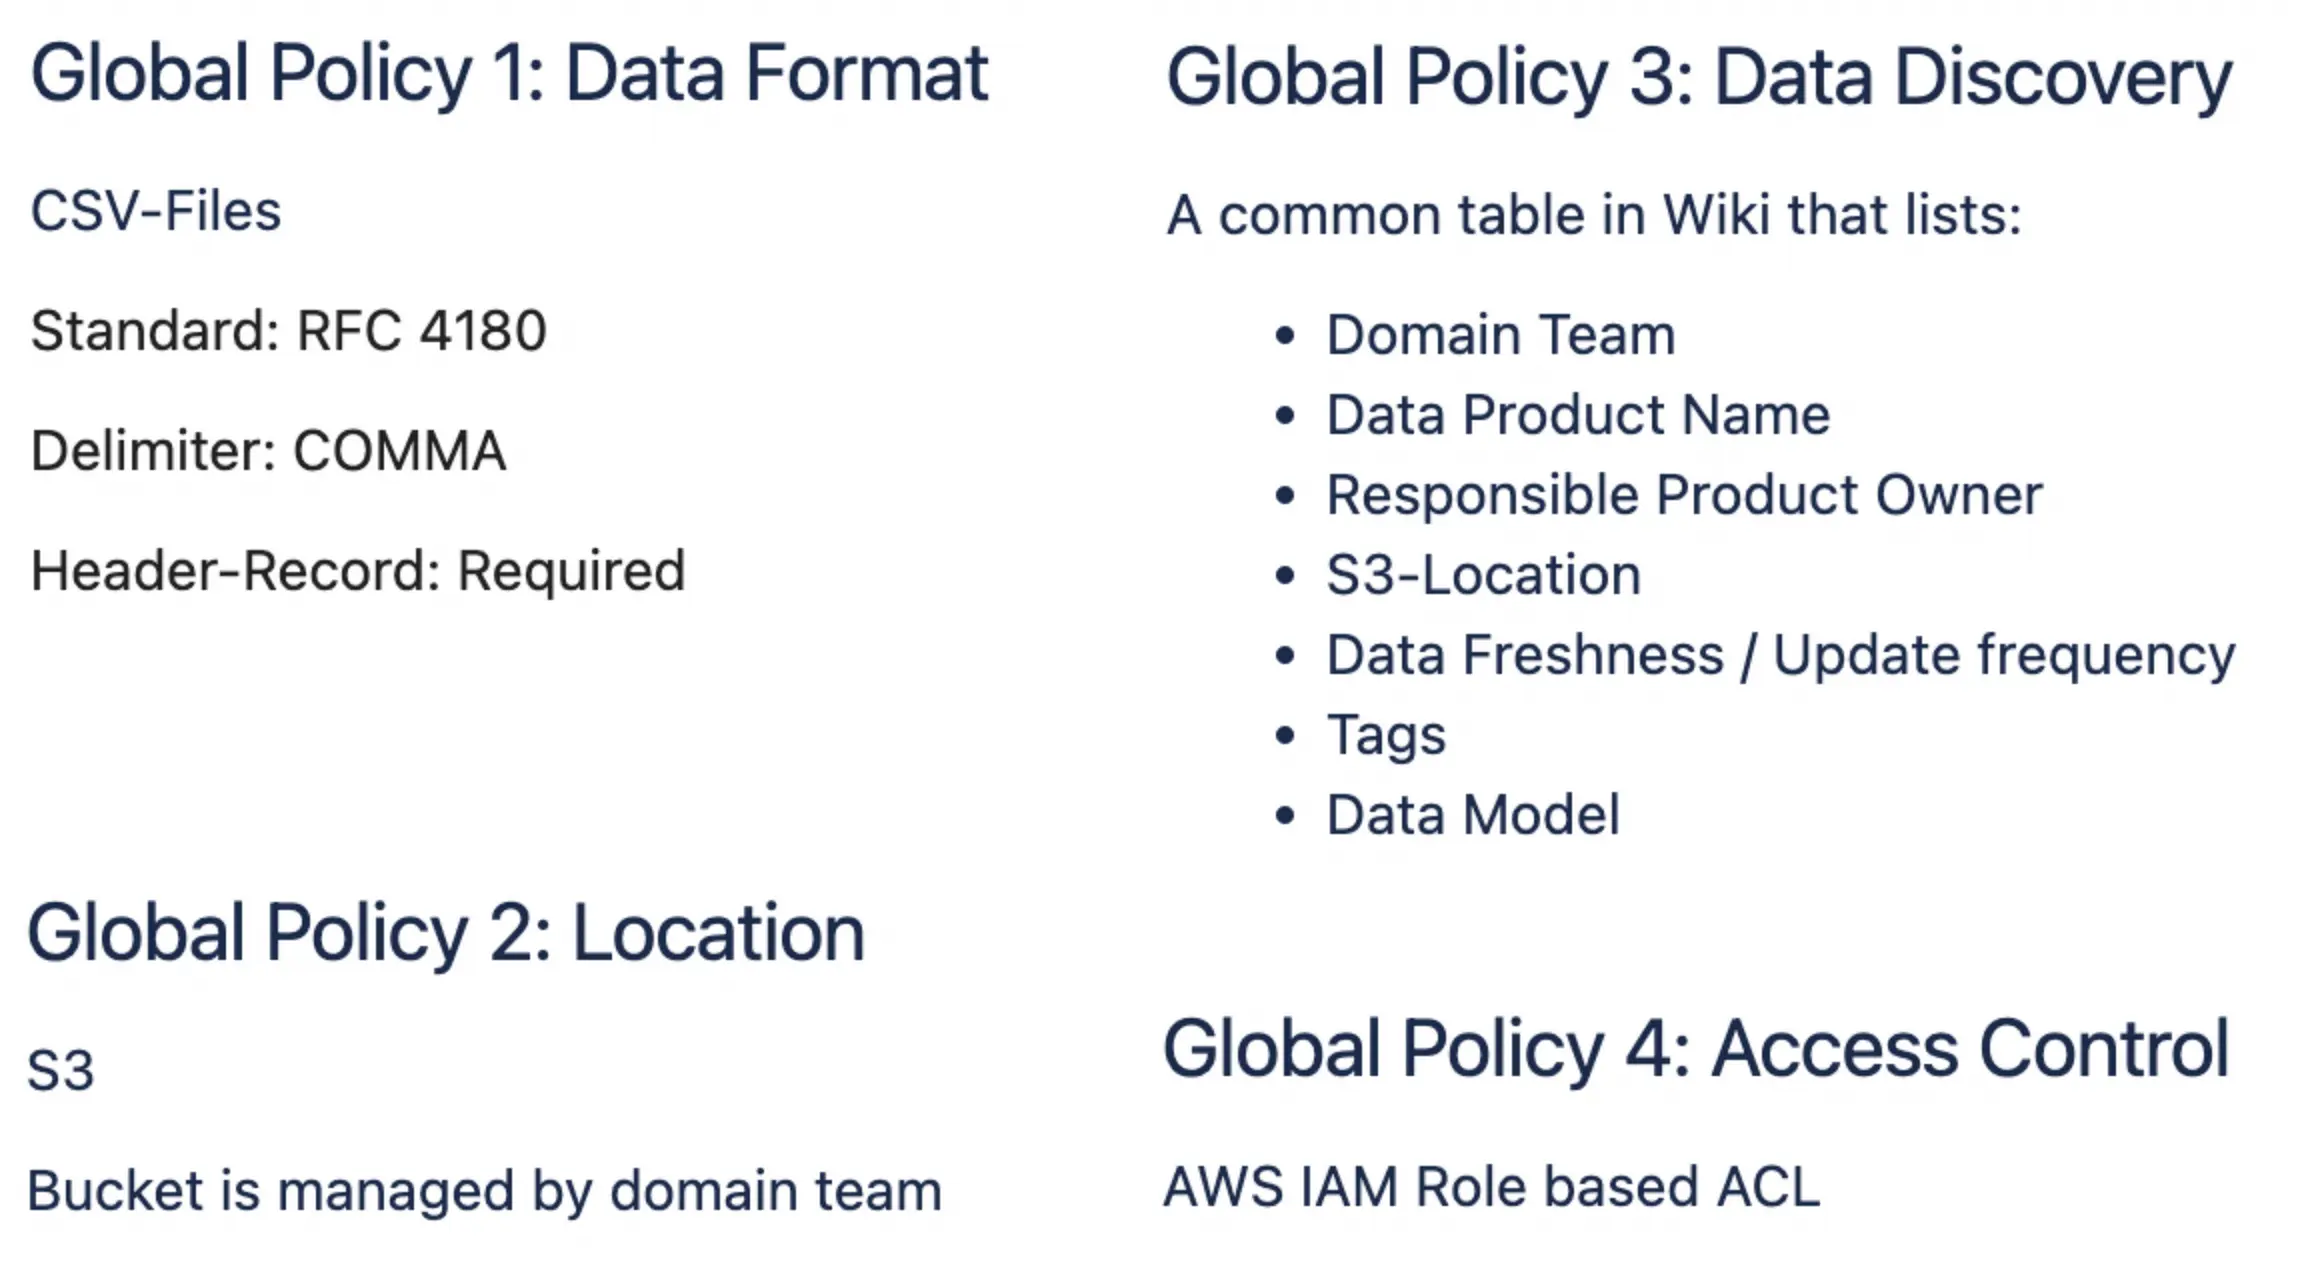 Global Policy 1: Data Format
CSV-Files
Standard: RFC 4180
Delimiter: COMMA
Header-Record: Required
Global Policy 2: Location
S3
Bucket is managed by domain team
Global Policy 3: Data Discovery
A common table in Wiki that lists:
• Domain Team
• Data Product Name
• Responsible Product Owner
• S3-Location
• Data Freshness / Update frequency
• Tags
• Data Model
Global Policy 4: Access Control
AWS IAM Role based ACL